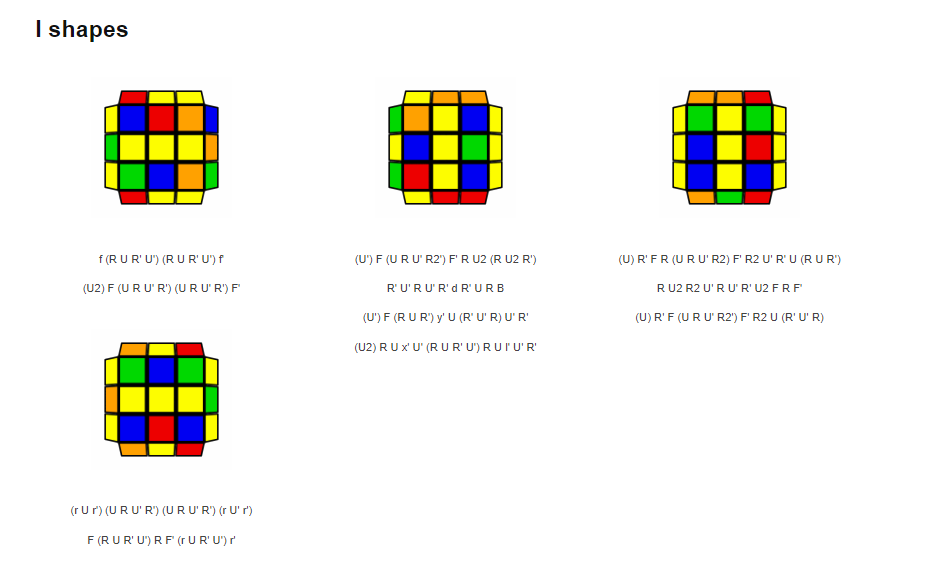 I shapes
f (R U R' U') (R U R' U') f'
(U2) F (U R U' R') (U R U' R') F'
(U') F (U R U' R2') F' R U2 (R U2 R')
R' U' R U' R' d R' U R B
(U') F (R U R') y' U (R' U' R) U' R'
(U2) R U x' U' (R U R' U') R U l' U' R'
(U) R' F R (U R U' R2) F' R2 U' R' U (R U R')
R U2 R2 U' R U' R' U2 F R F'
(U) R' F (U R U' R2') F' R2 U (R' U' R)
(r U r') (U R U' R') (U R U' R') (r U' r')
F (R U R' U') R F' (r U R' U') r'